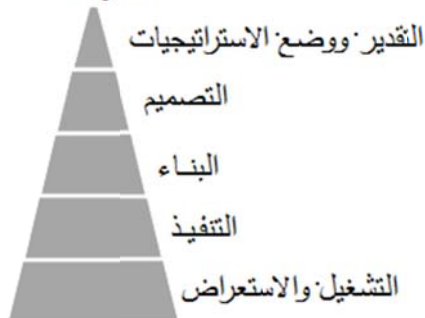 التقدير ووضع الاستراتيجيات
التصميم
البناء
التنفيذ
التشغيل والاستعراض